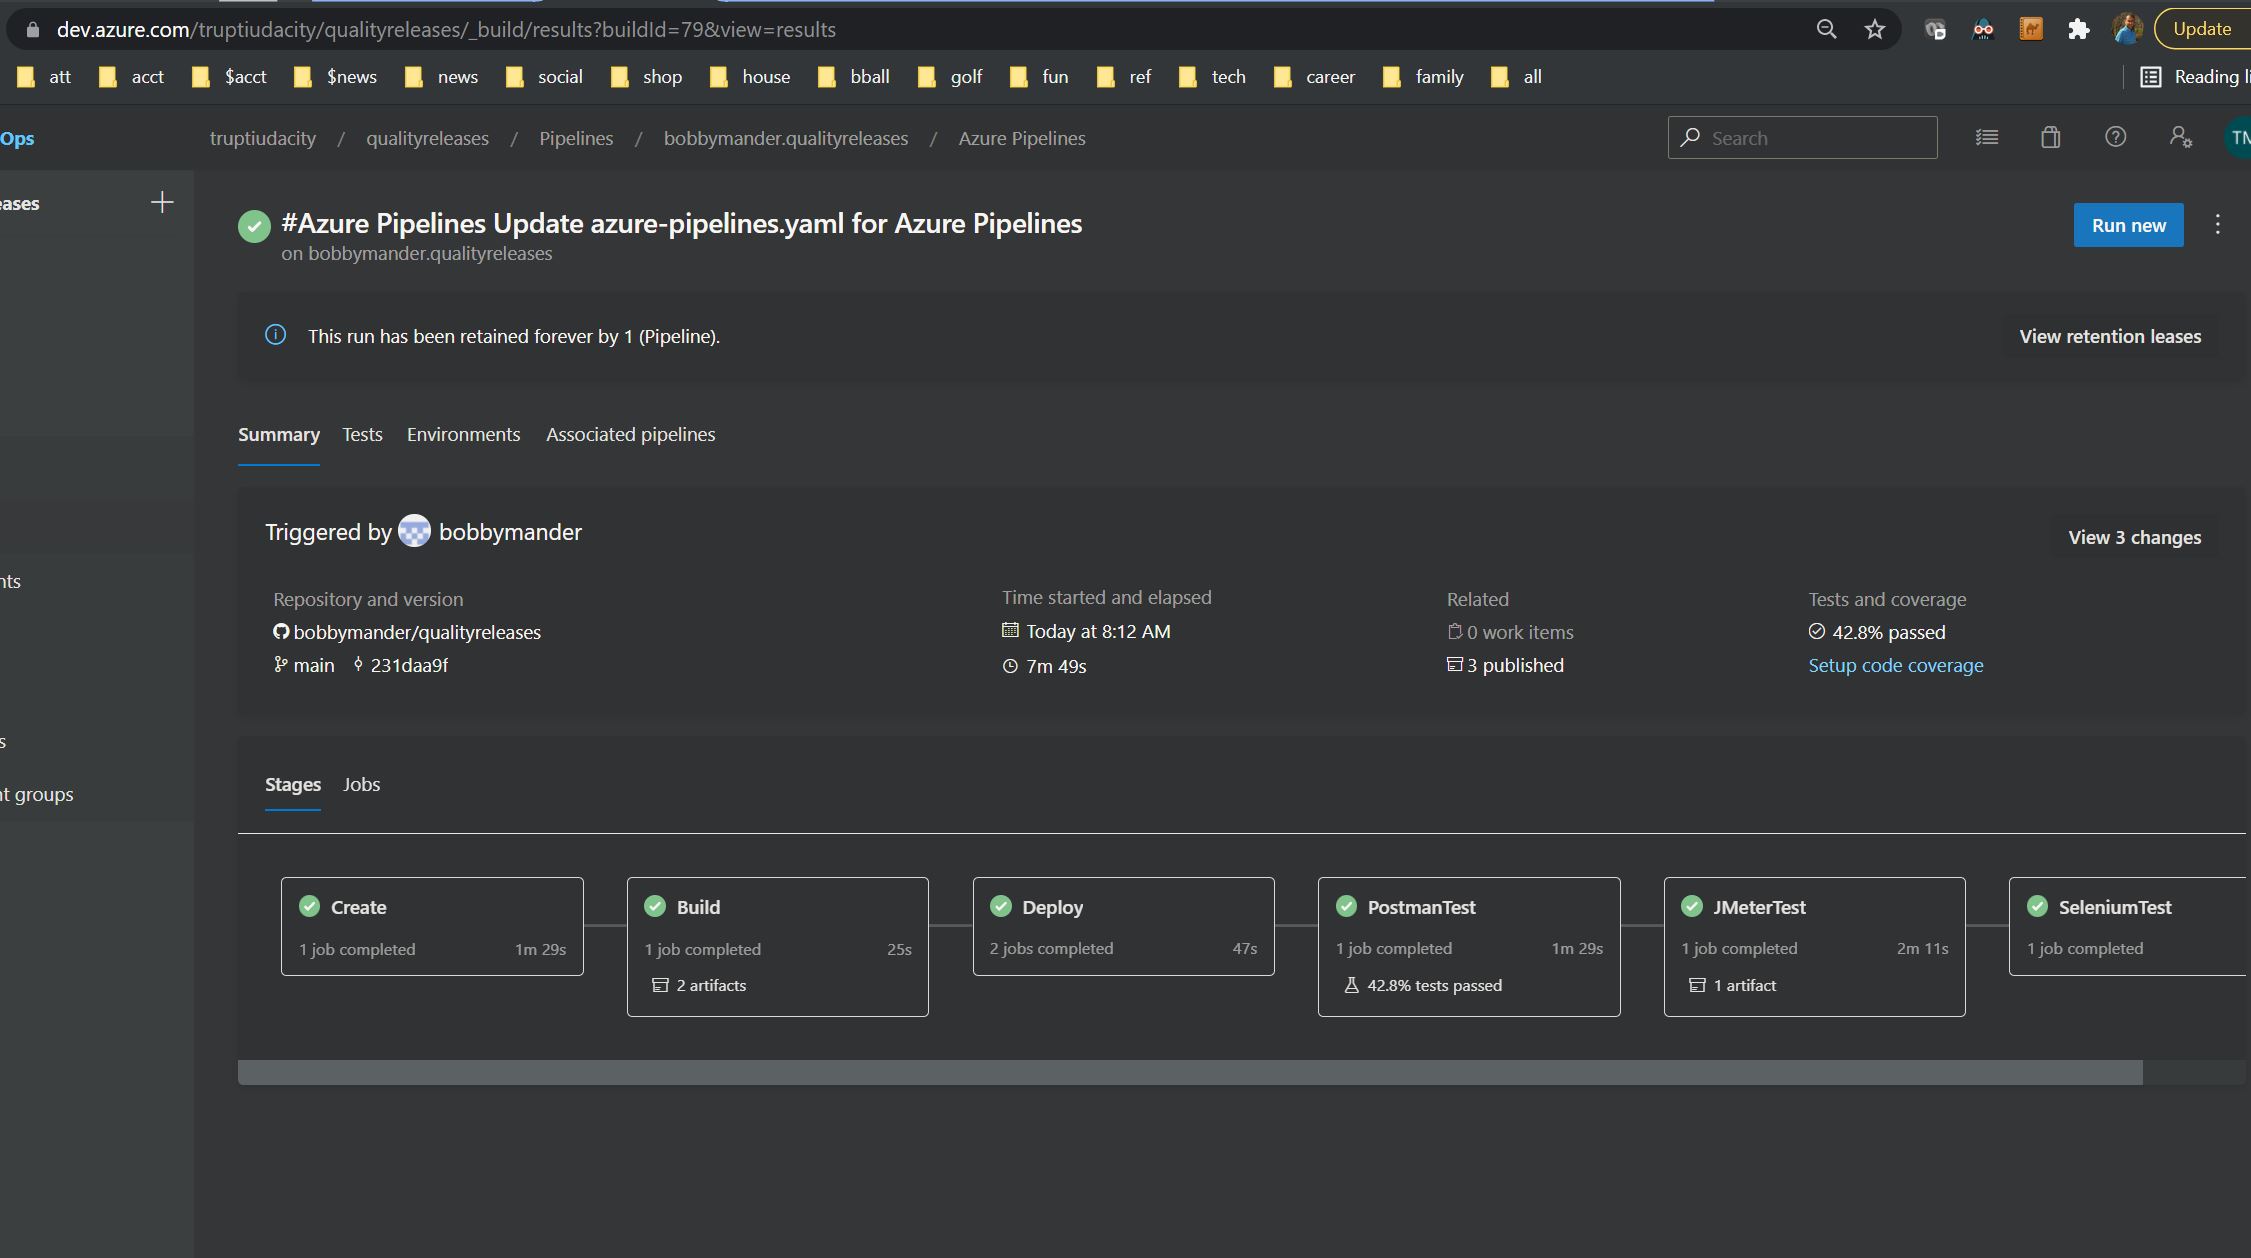 dev.azure.com/truptiudacity/qualityreleases/_build/results?buildId=79&view=results
Update
att acct $acct $news news social shop house bball golf fun ref tech career family all
Reading li
Ops
truptiudacity / qualityreleases / Pipelines / bobbymander.qualityreleases / Azure Pipelines
Search
TM
eases
#Azure Pipelines Update azure-pipelines.yaml for Azure Pipelines
on bobbymander.qualityreleases
Run new
This run has been retained forever by 1 (Pipeline).
View retention leases
Summary Tests Environments Associated pipelines
Triggered by bobbymander
View 3 changes
nts
s
nt groups
Repository and version
bobbymander/qualityreleases
main 231daa9f
Time started and elapsed
Today at 8:12 AM
7m 49s
Related
0 work items
3 published
Tests and coverage
42.8% passed
Setup code coverage
Stages Jobs
Create
1 job completed 1m 29s
Build
1 job completed 25s
2 artifacts
Deploy
2 jobs completed 47s
PostmanTest
1 job completed 1m 29s
42.8% tests passed
JMeterTest
1 job completed 2m 11s
1 artifact
SeleniumTest
1 job completed